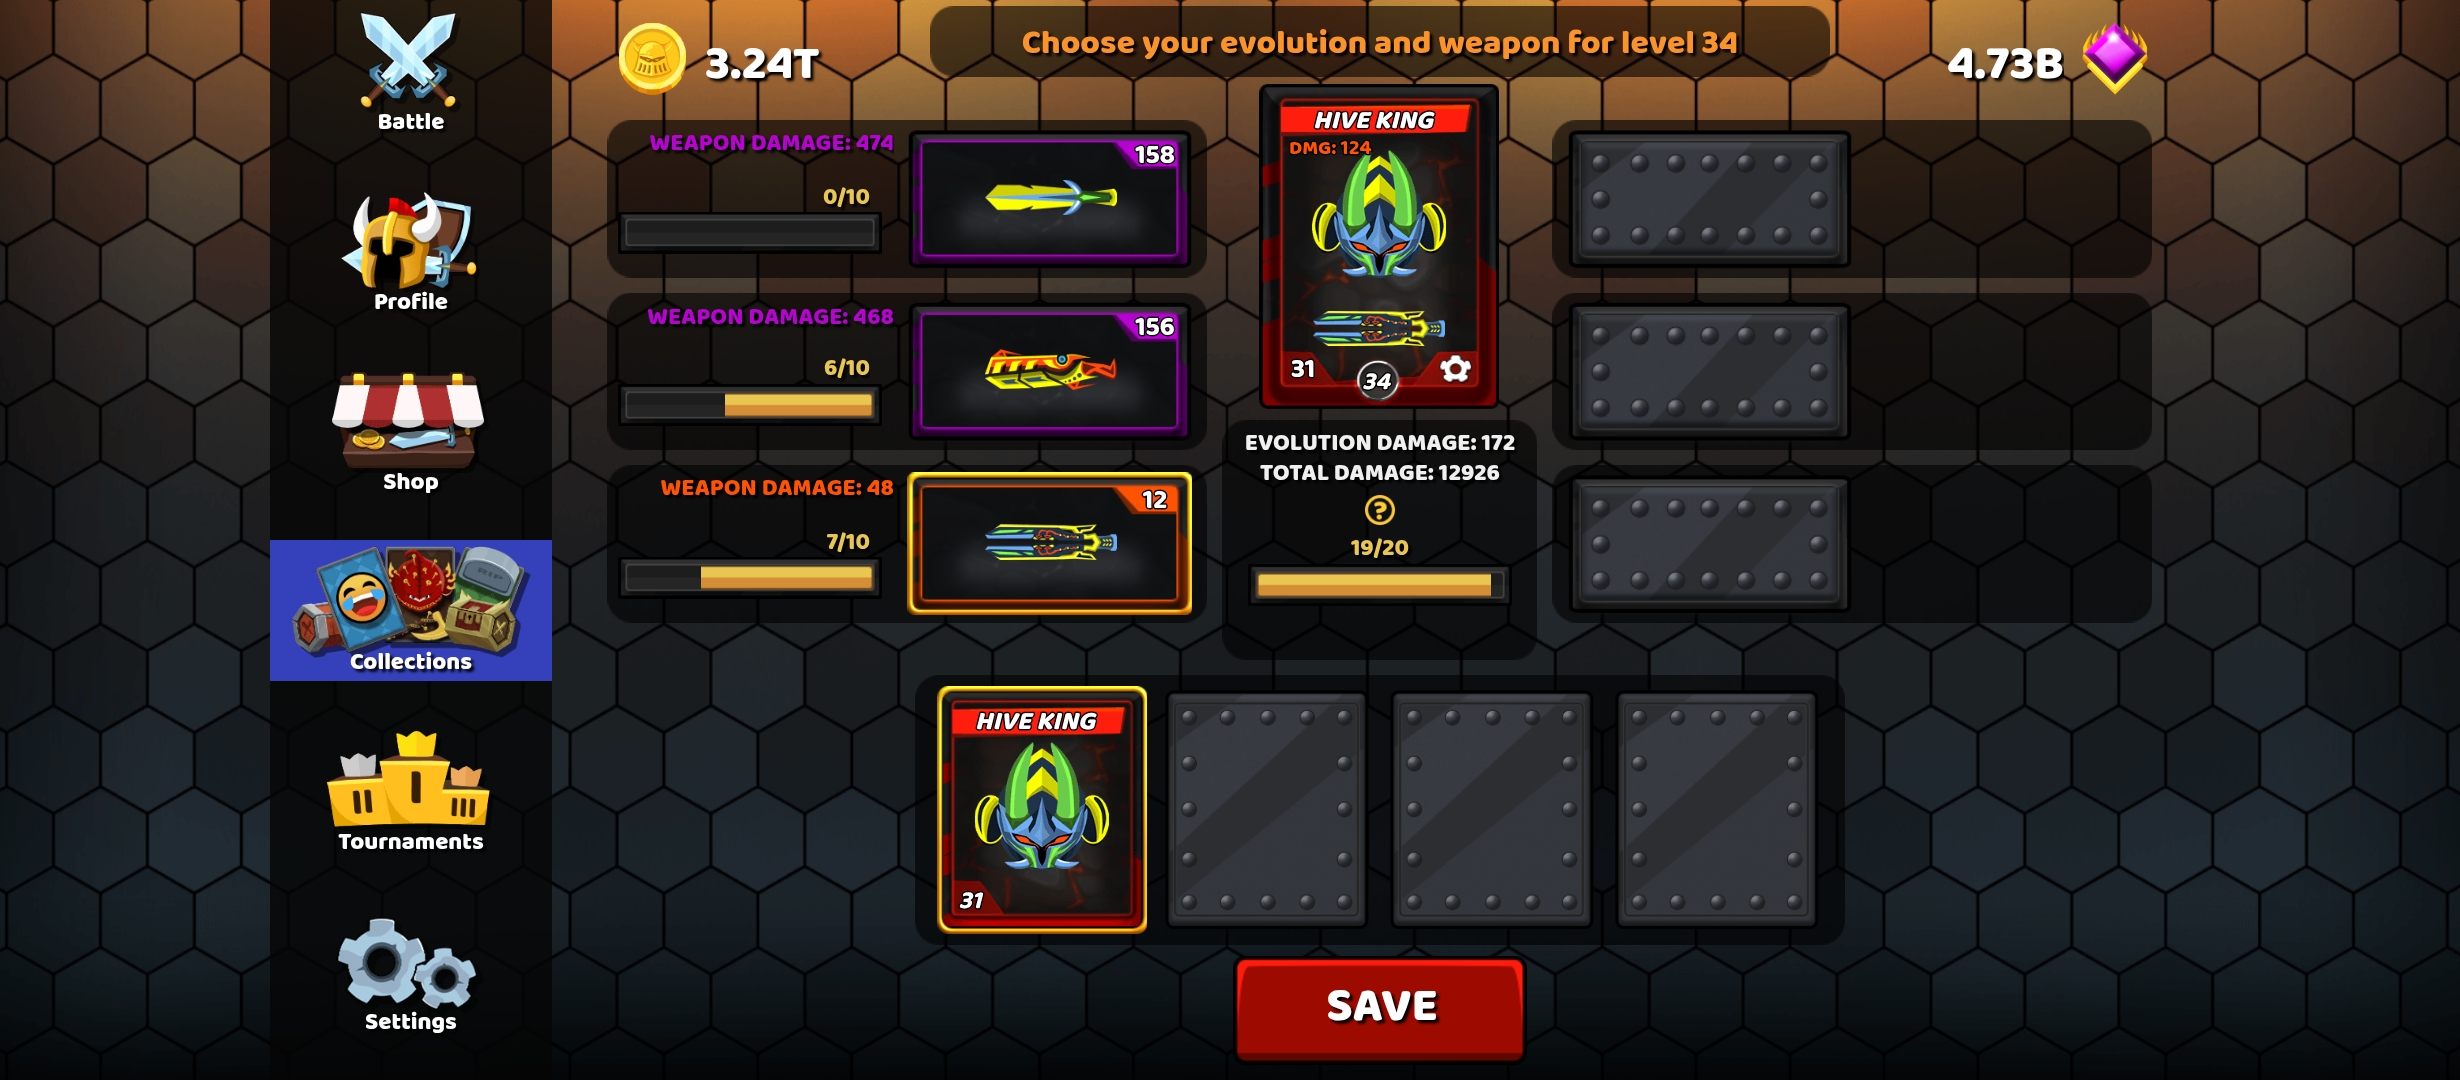 Battle
Profile
Shop
Collections
Tournaments
Settings
3.24T
Choose your evolution and weapon for level 34
4.73B
WEAPON DAMAGE: 474
0/10
158
WEAPON DAMAGE: 468
6/10
156
WEAPON DAMAGE: 48
7/10
12
HIVE KING
DMG: 124
31
34
EVOLUTION DAMAGE: 172
TOTAL DAMAGE: 12926
?
19/20
HIVE KING
31
SAVE